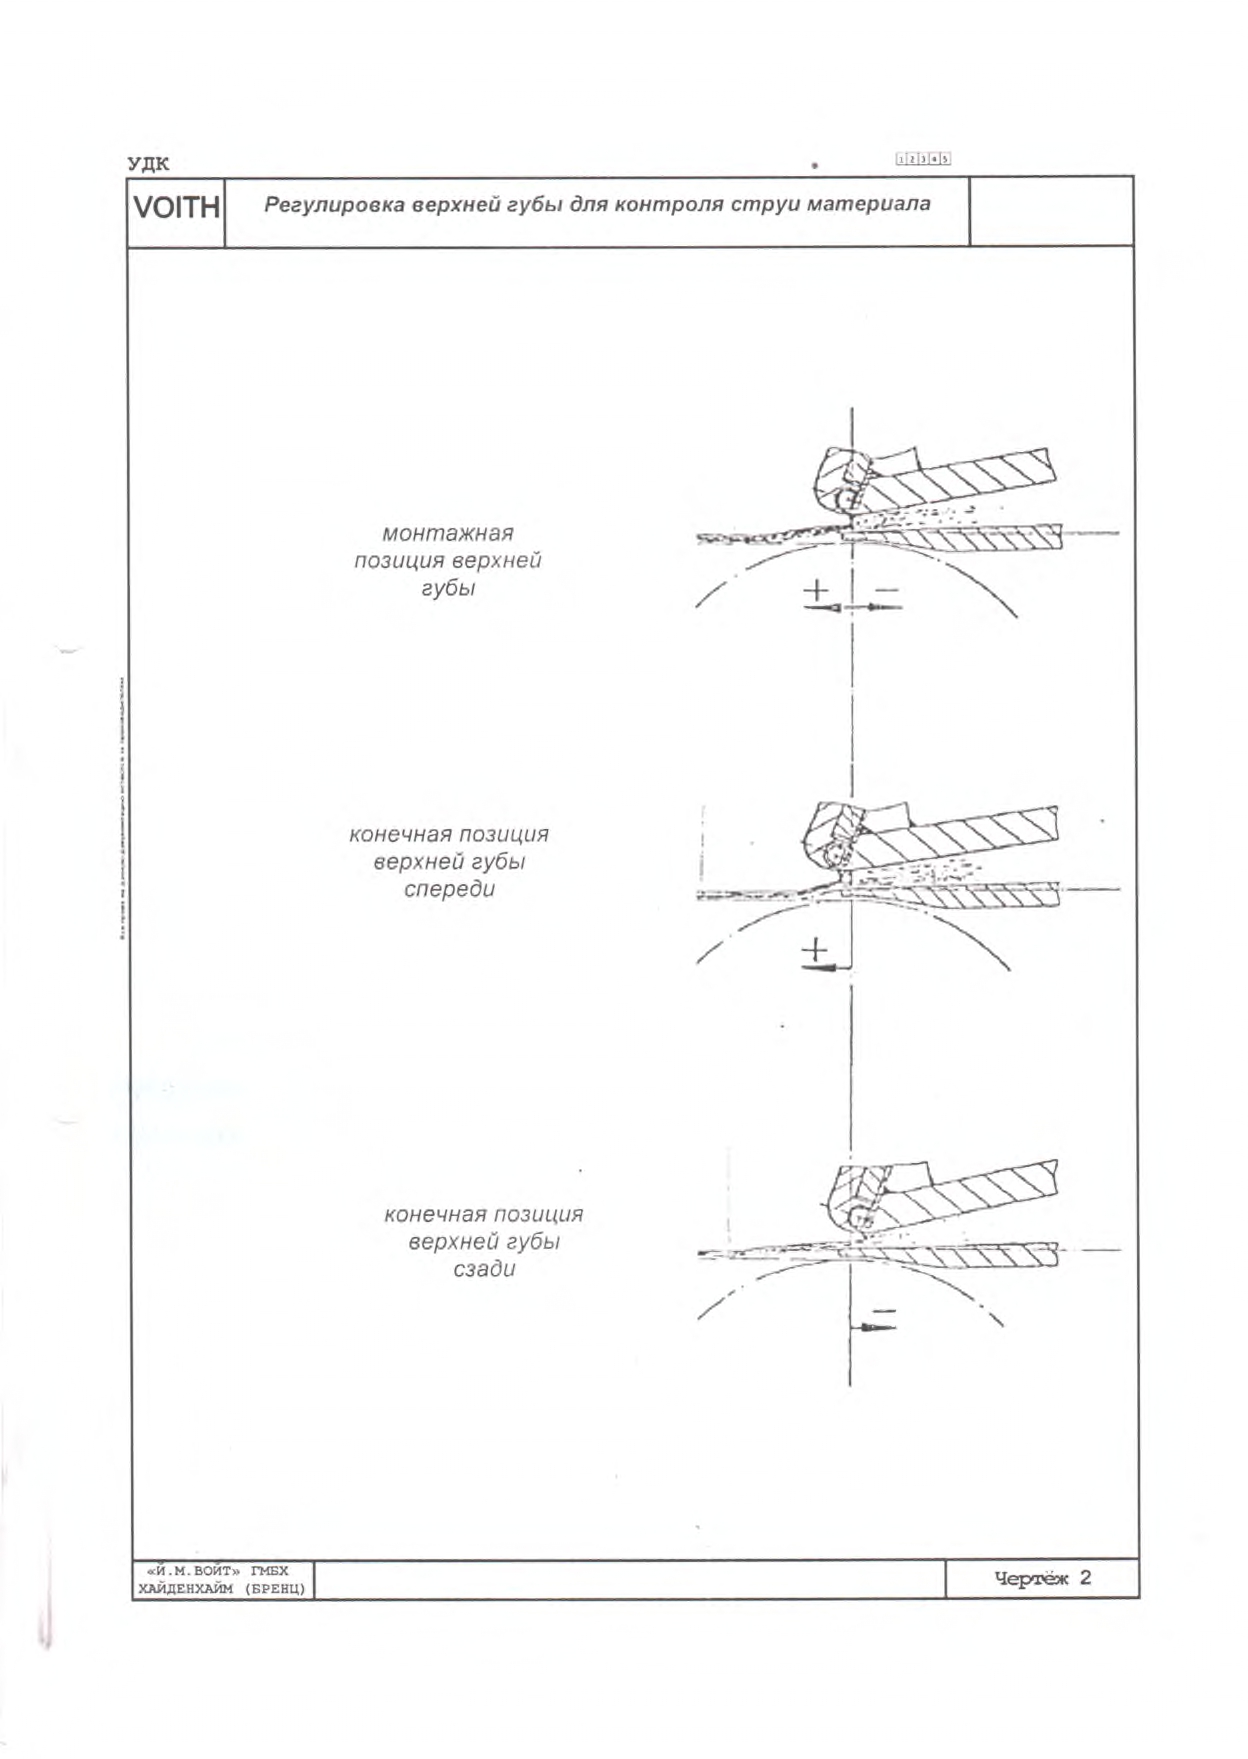 УДК
1 2 3 4 5
VOITH
Регулировка верхней губы для контроля струи материала
монтажная
позиция верхней
губы
+ −
конечная позиция
верхней губы
спереди
+
конечная позиция
верхней губы
сзади
−
«Й.М.ВОЙТ» ГМБХ
ХАЙДЕНХАЙМ (БРЕНЦ)
Чертёж 2